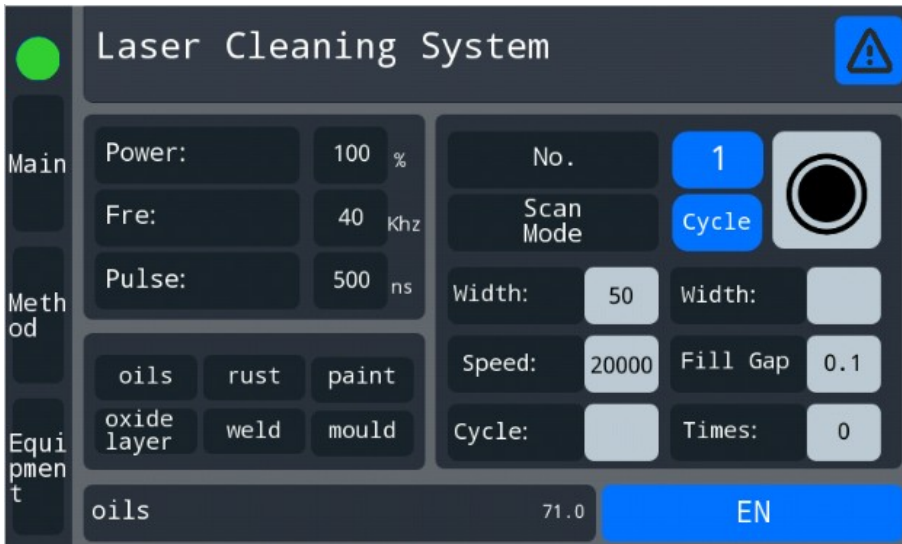 Laser Cleaning System
Main
Meth
od
Equi
pmen
t
Power: 100 %
Fre: 40 Khz
Pulse: 500 ns
oils rust paint
oxide
layer
weld mould
No. 1
Scan
Mode
Cycle
Width: 50 Width:
Speed: 20000 Fill Gap 0.1
Cycle: Times: 0
oils 71.0 EN